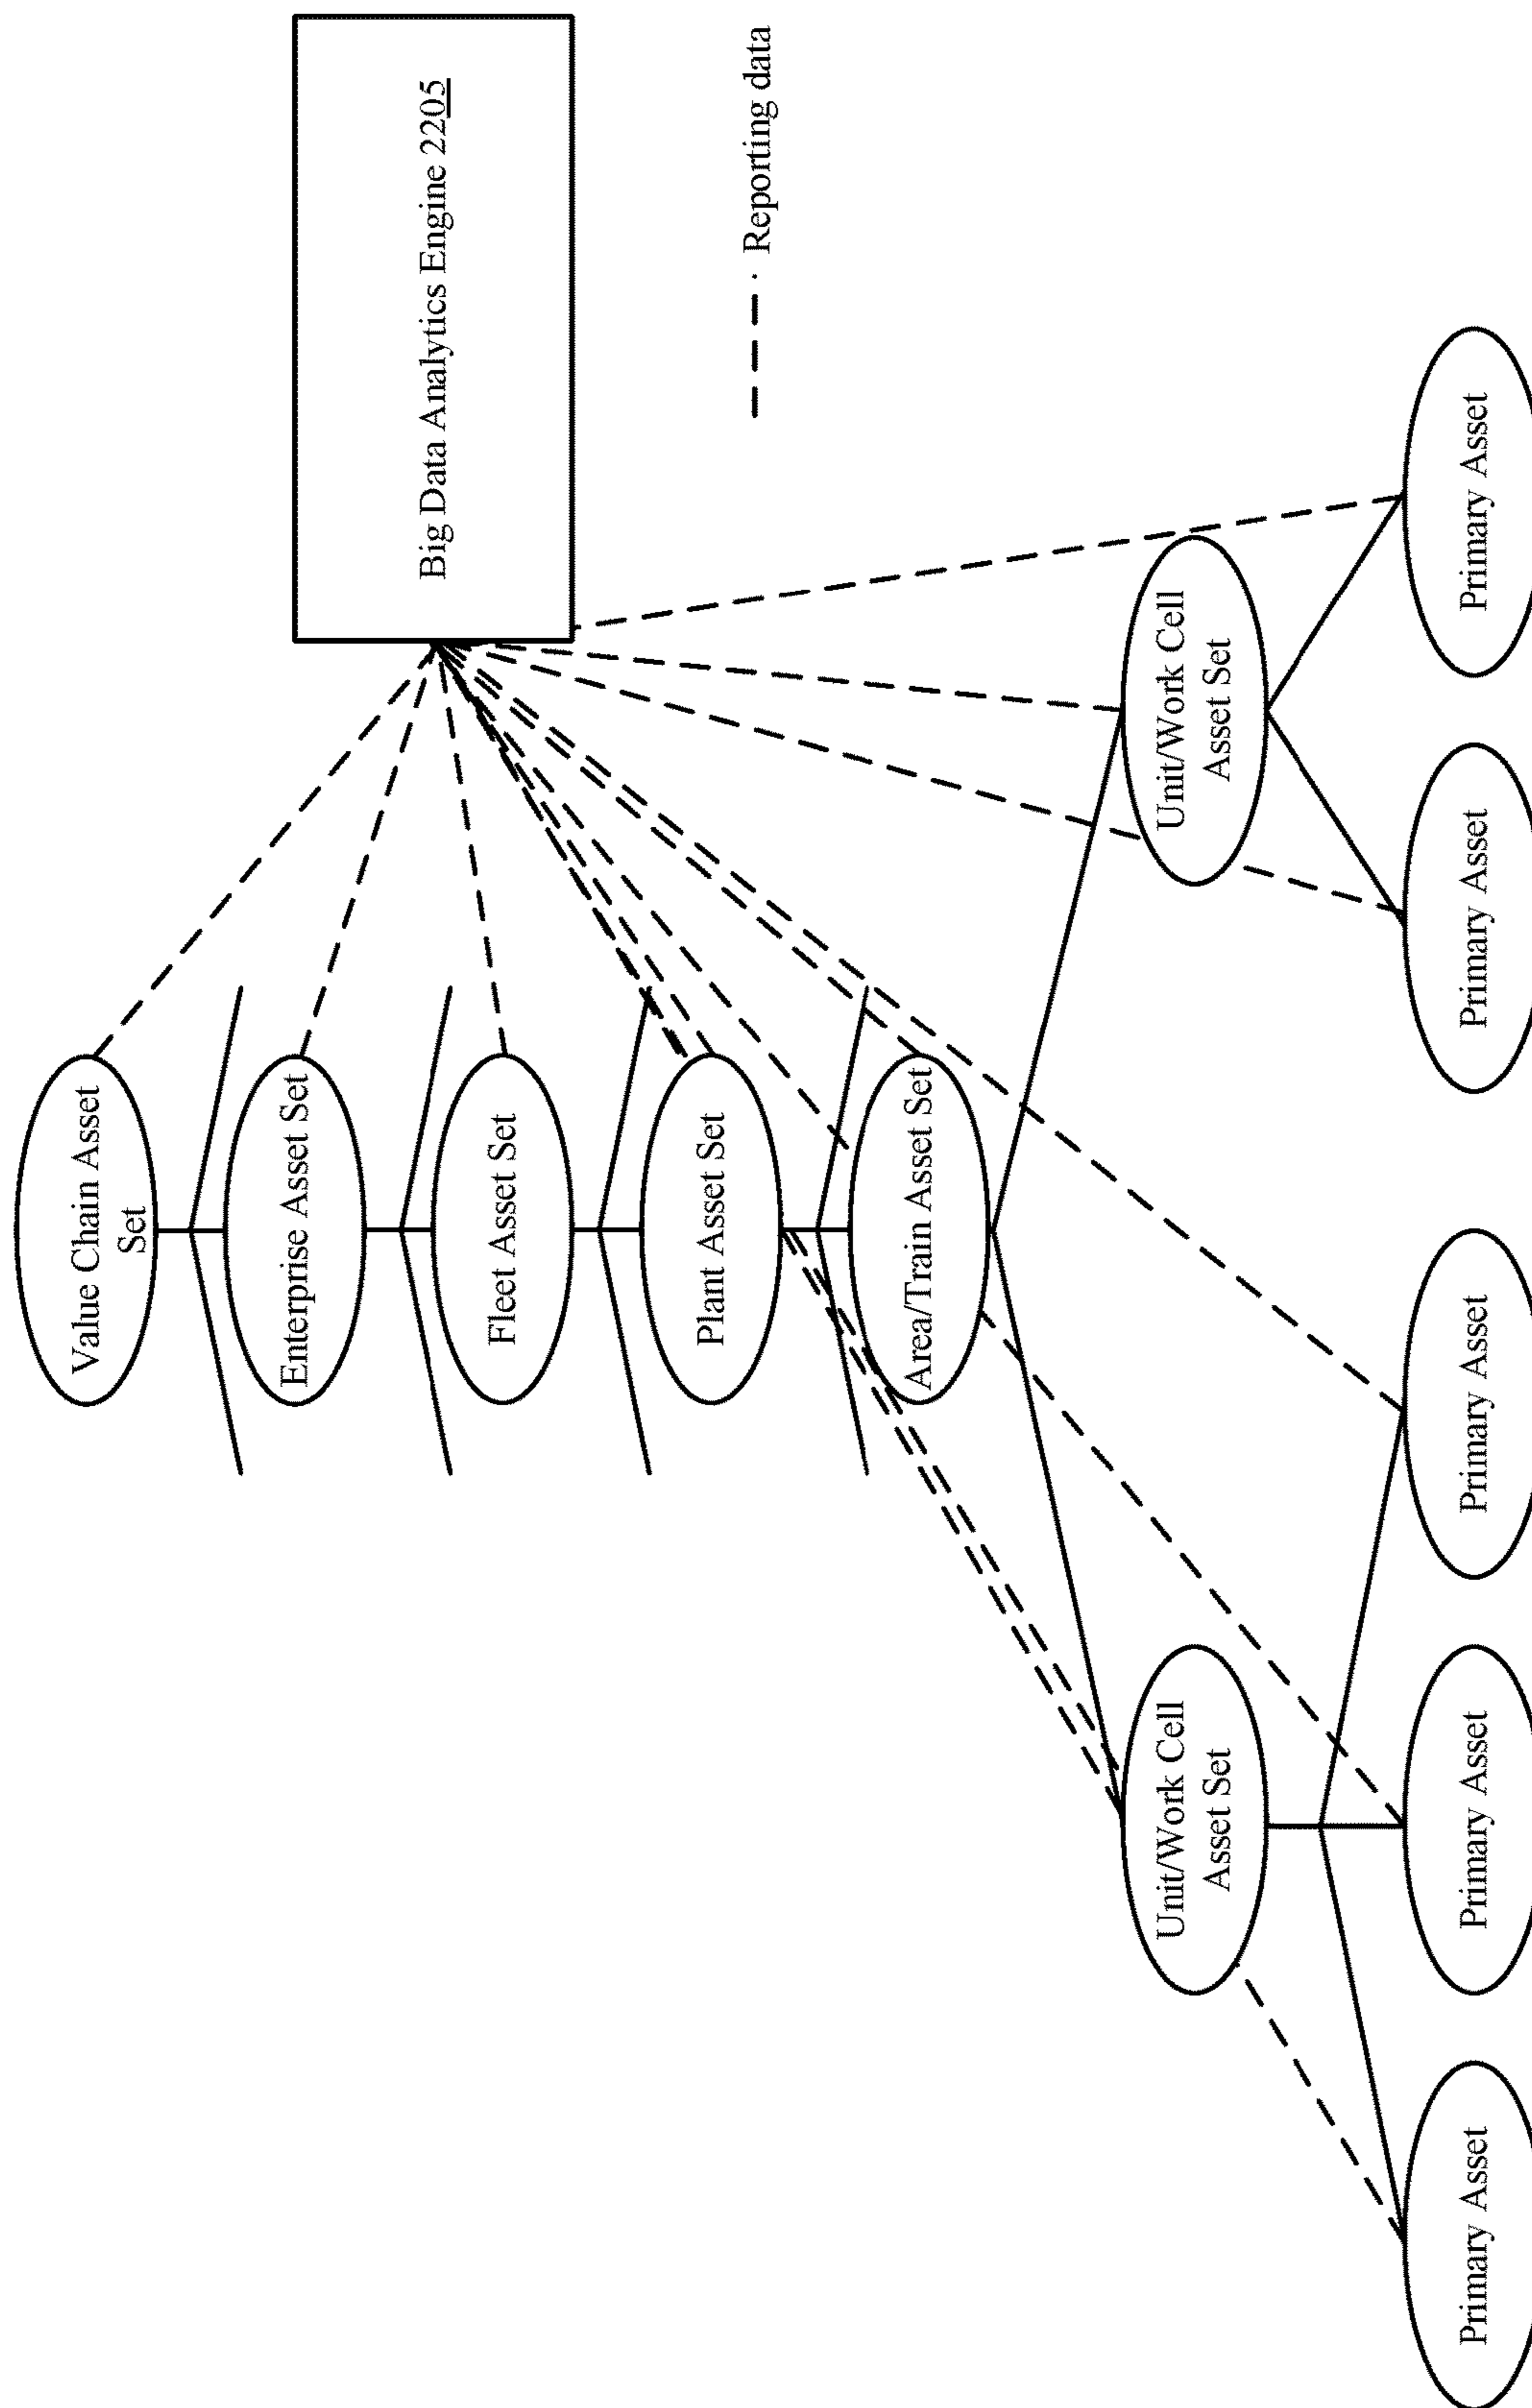 Value Chain Asset
Set
Enterprise Asset Set
Big Data Analytics Engine 2205
Fleet Asset Set
Plant Asset Set
Reporting data
Area/Train Asset Set
Unit/Work Cell
Asset Set
Unit/Work Cell
Asset Set
Primary Asset
Primary Asset
Primary Asset
Primary Asset
Primary Asset